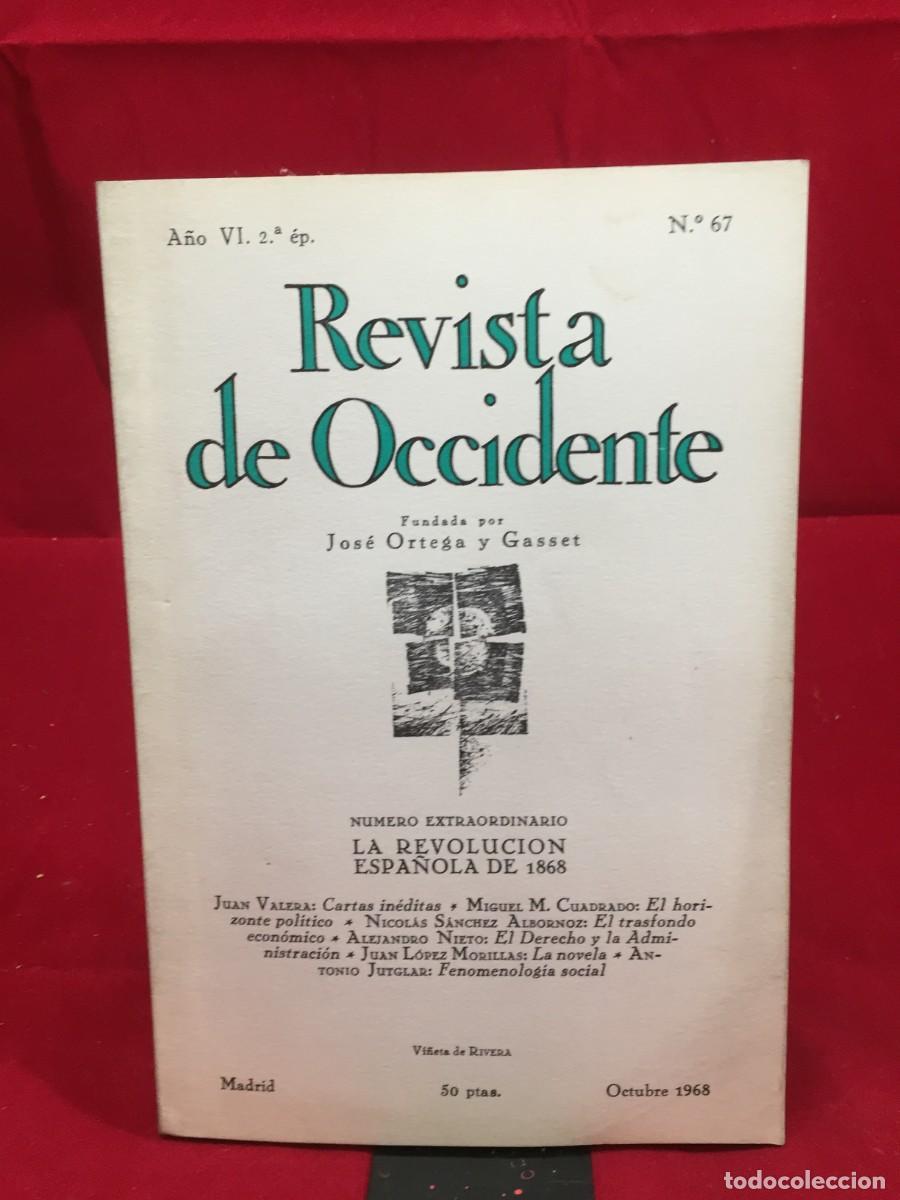 Año VI. 2.ª ép.
N.º 67
Revista
de Occidente
Fundada por
José Ortega y Gasset
NUMERO EXTRAORDINARIO
LA REVOLUCION
ESPAÑOLA DE 1868
JUAN VALERA: Cartas inéditas * MIGUEL M. CUADRADO: El hori-
zonte político * NICOLÁS SÁNCHEZ ALBORNOZ: El trasfondo
económico * ALEJANDRO NIETO: El Derecho y la Admi-
nistración * JUAN LÓPEZ MORILLAS: La novela * AN-
TONIO JUTGLAR: Fenomenología social
Viñeta de RIVERA
Madrid
50 ptas.
Octubre 1968
todocoleccion